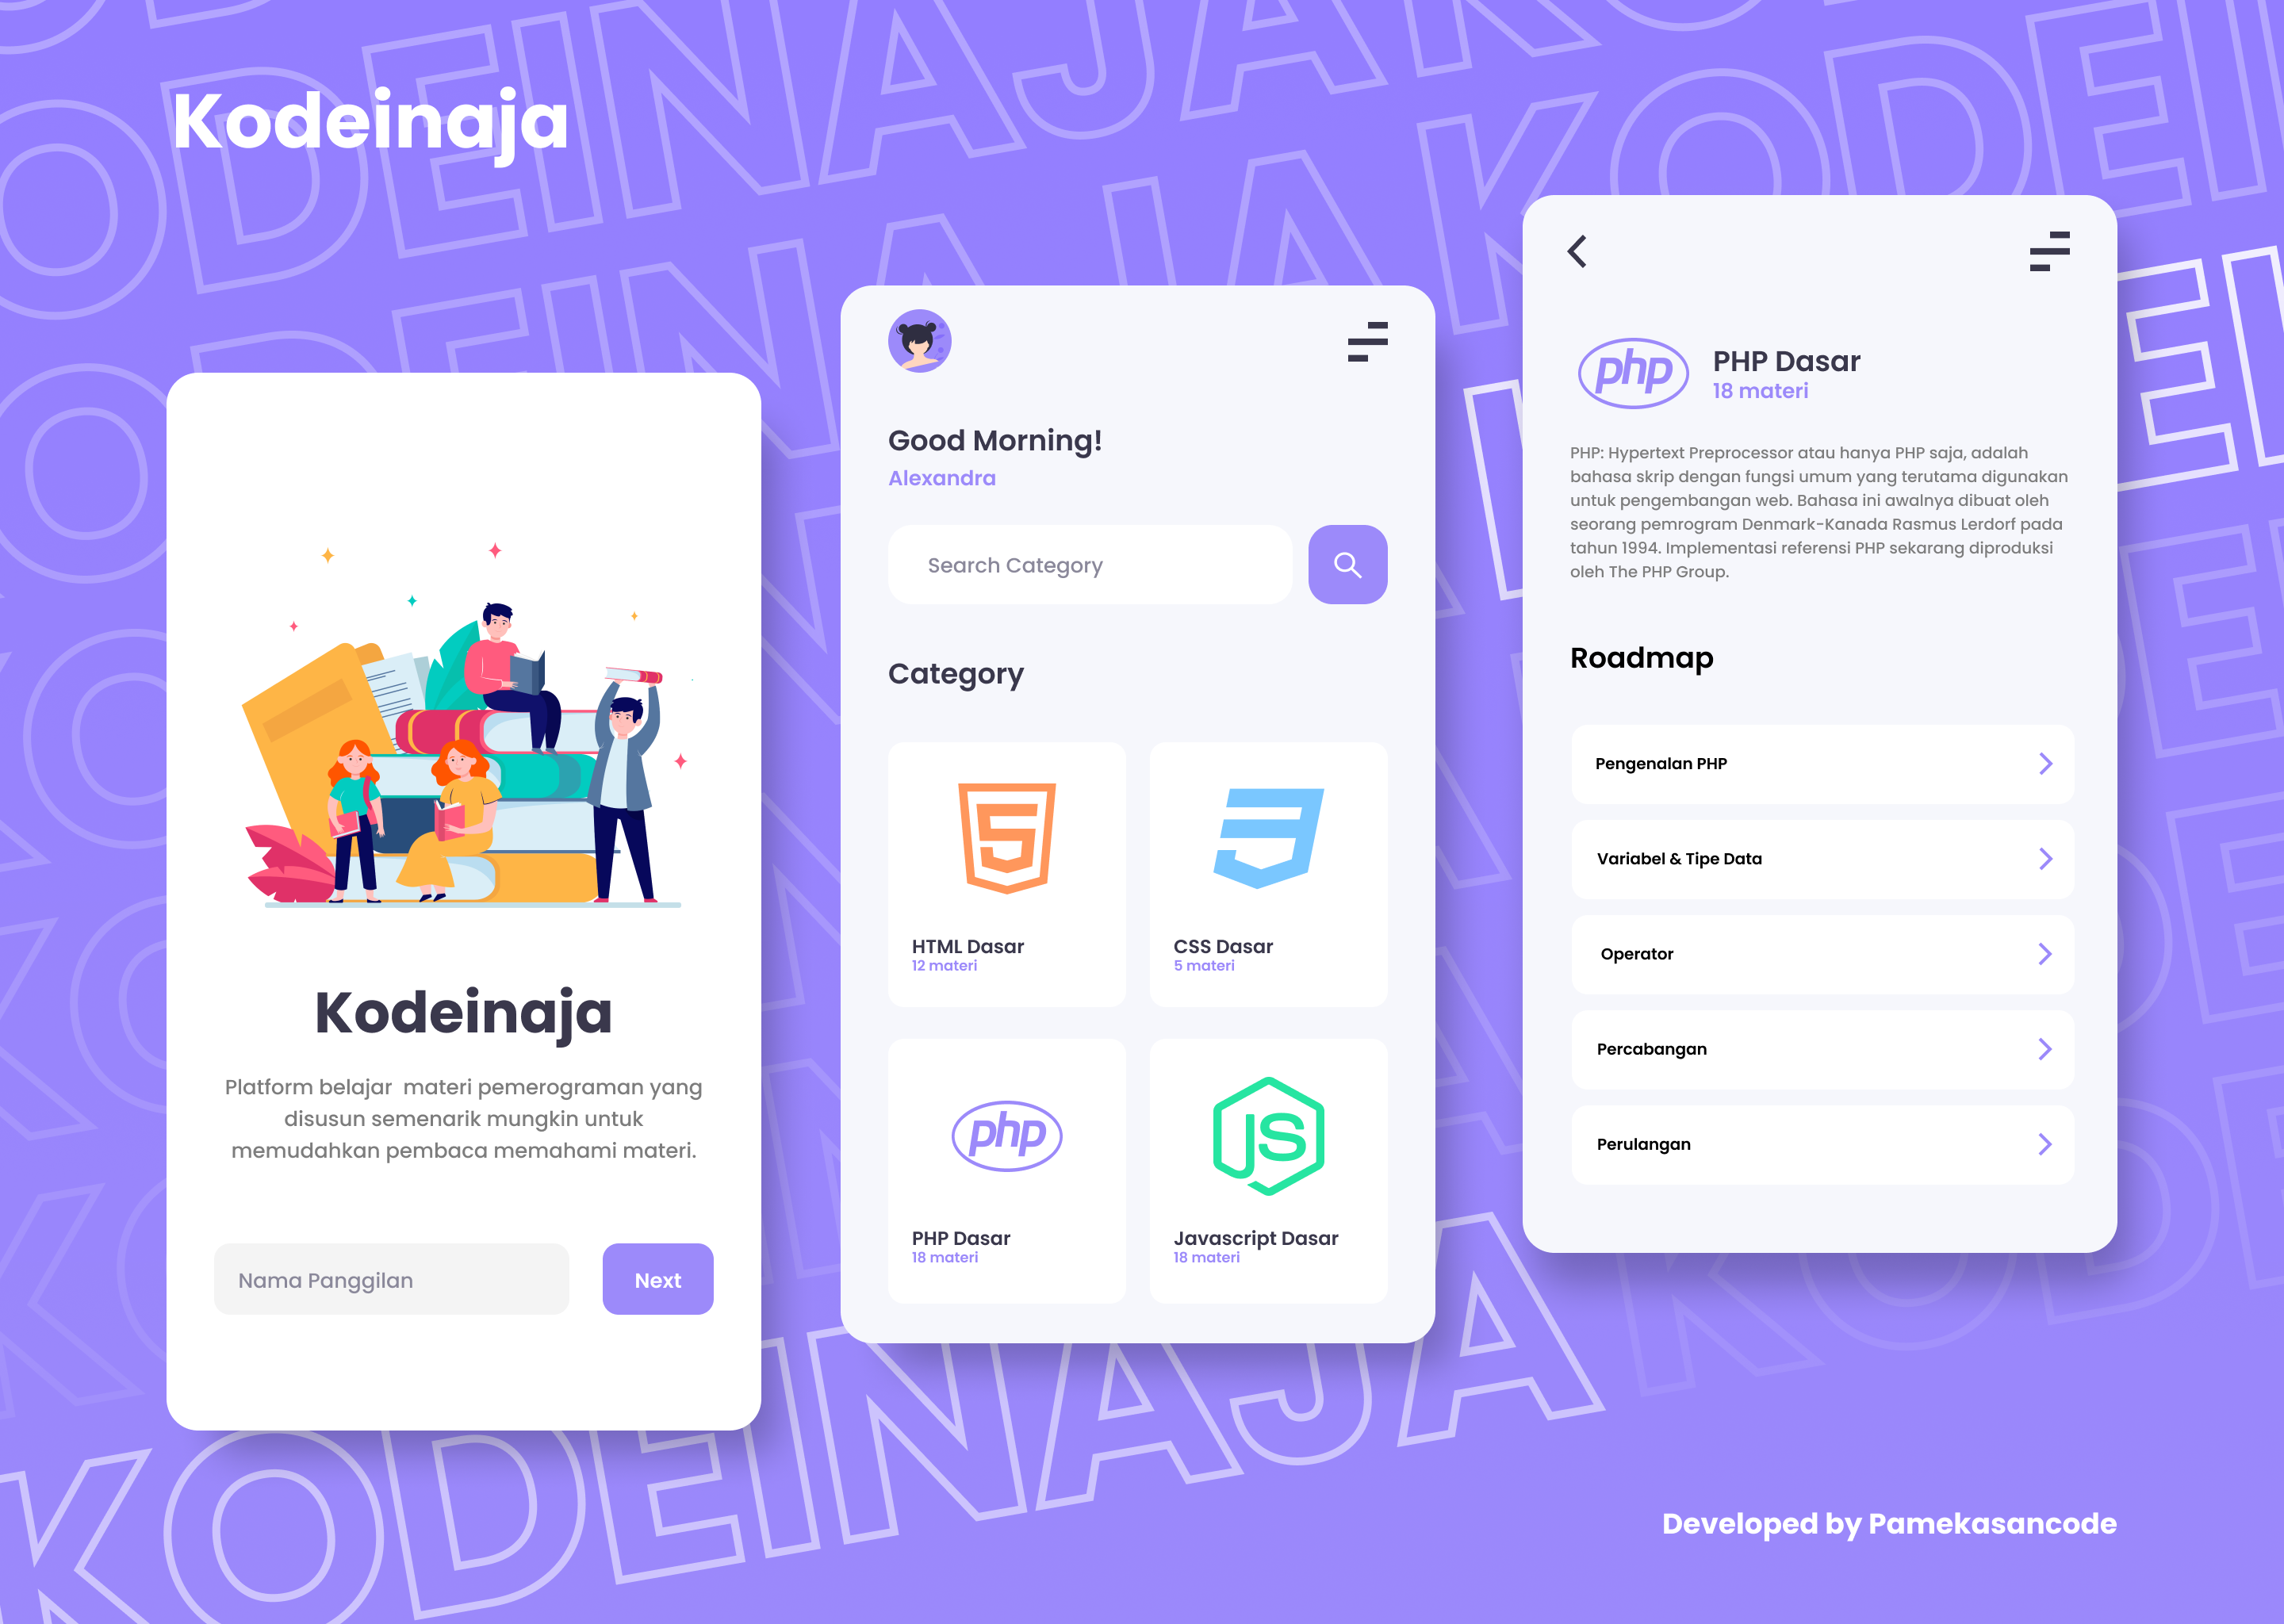 Kodeinaja
Kodeinaja
Platform belajar  materi pemerograman yang
disusun semenarik mungkin untuk
memudahkan pembaca memahami materi.
Nama Panggilan
Next
Good Morning!
Alexandra
Search Category
Category
HTML Dasar
12 materi
CSS Dasar
5 materi
php
PHP Dasar
18 materi
JS
Javascript Dasar
18 materi
php
PHP Dasar
18 materi
PHP: Hypertext Preprocessor atau hanya PHP saja, adalah
bahasa skrip dengan fungsi umum yang terutama digunakan
untuk pengembangan web. Bahasa ini awalnya dibuat oleh
seorang pemrogram Denmark-Kanada Rasmus Lerdorf pada
tahun 1994. Implementasi referensi PHP sekarang diproduksi
oleh The PHP Group.
Roadmap
Pengenalan PHP
Variabel & Tipe Data
Operator
Percabangan
Perulangan
KODEINAJA
Developed by Pamekasancode